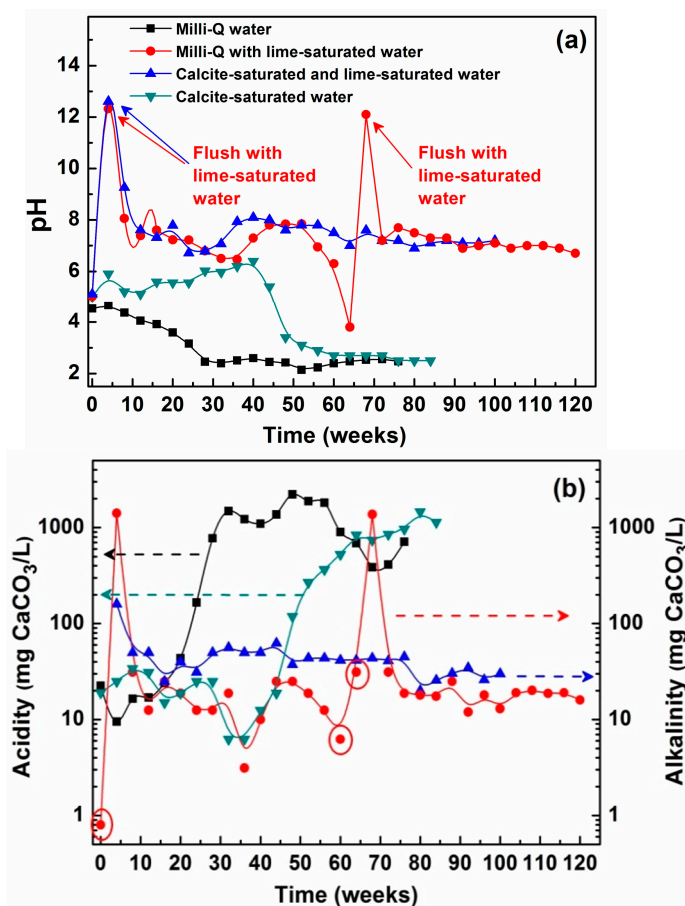 (a)
Milli-Q water
Milli-Q with lime-saturated water
Calcite-saturated and lime-saturated water
Calcite-saturated water
Flush with
lime-saturated
water
Flush with
lime-saturated
water
pH
14
12
10
8
6
4
2
0 10 20 30 40 50 60 70 80 90 100 110 120
Time (weeks)
(b)
Acidity (mg CaCO3/L)
1000
100
10
1
Alkalinity (mg CaCO3/L)
1000
100
10
1
0 10 20 30 40 50 60 70 80 90 100 110 120
Time (weeks)